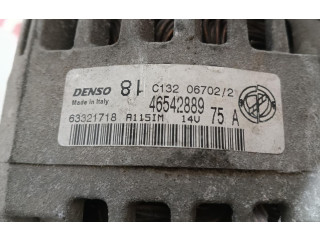 DENSO 81 C132 06702/2
Made in Italy
46542889 75 A
63321718 A115IM 14V